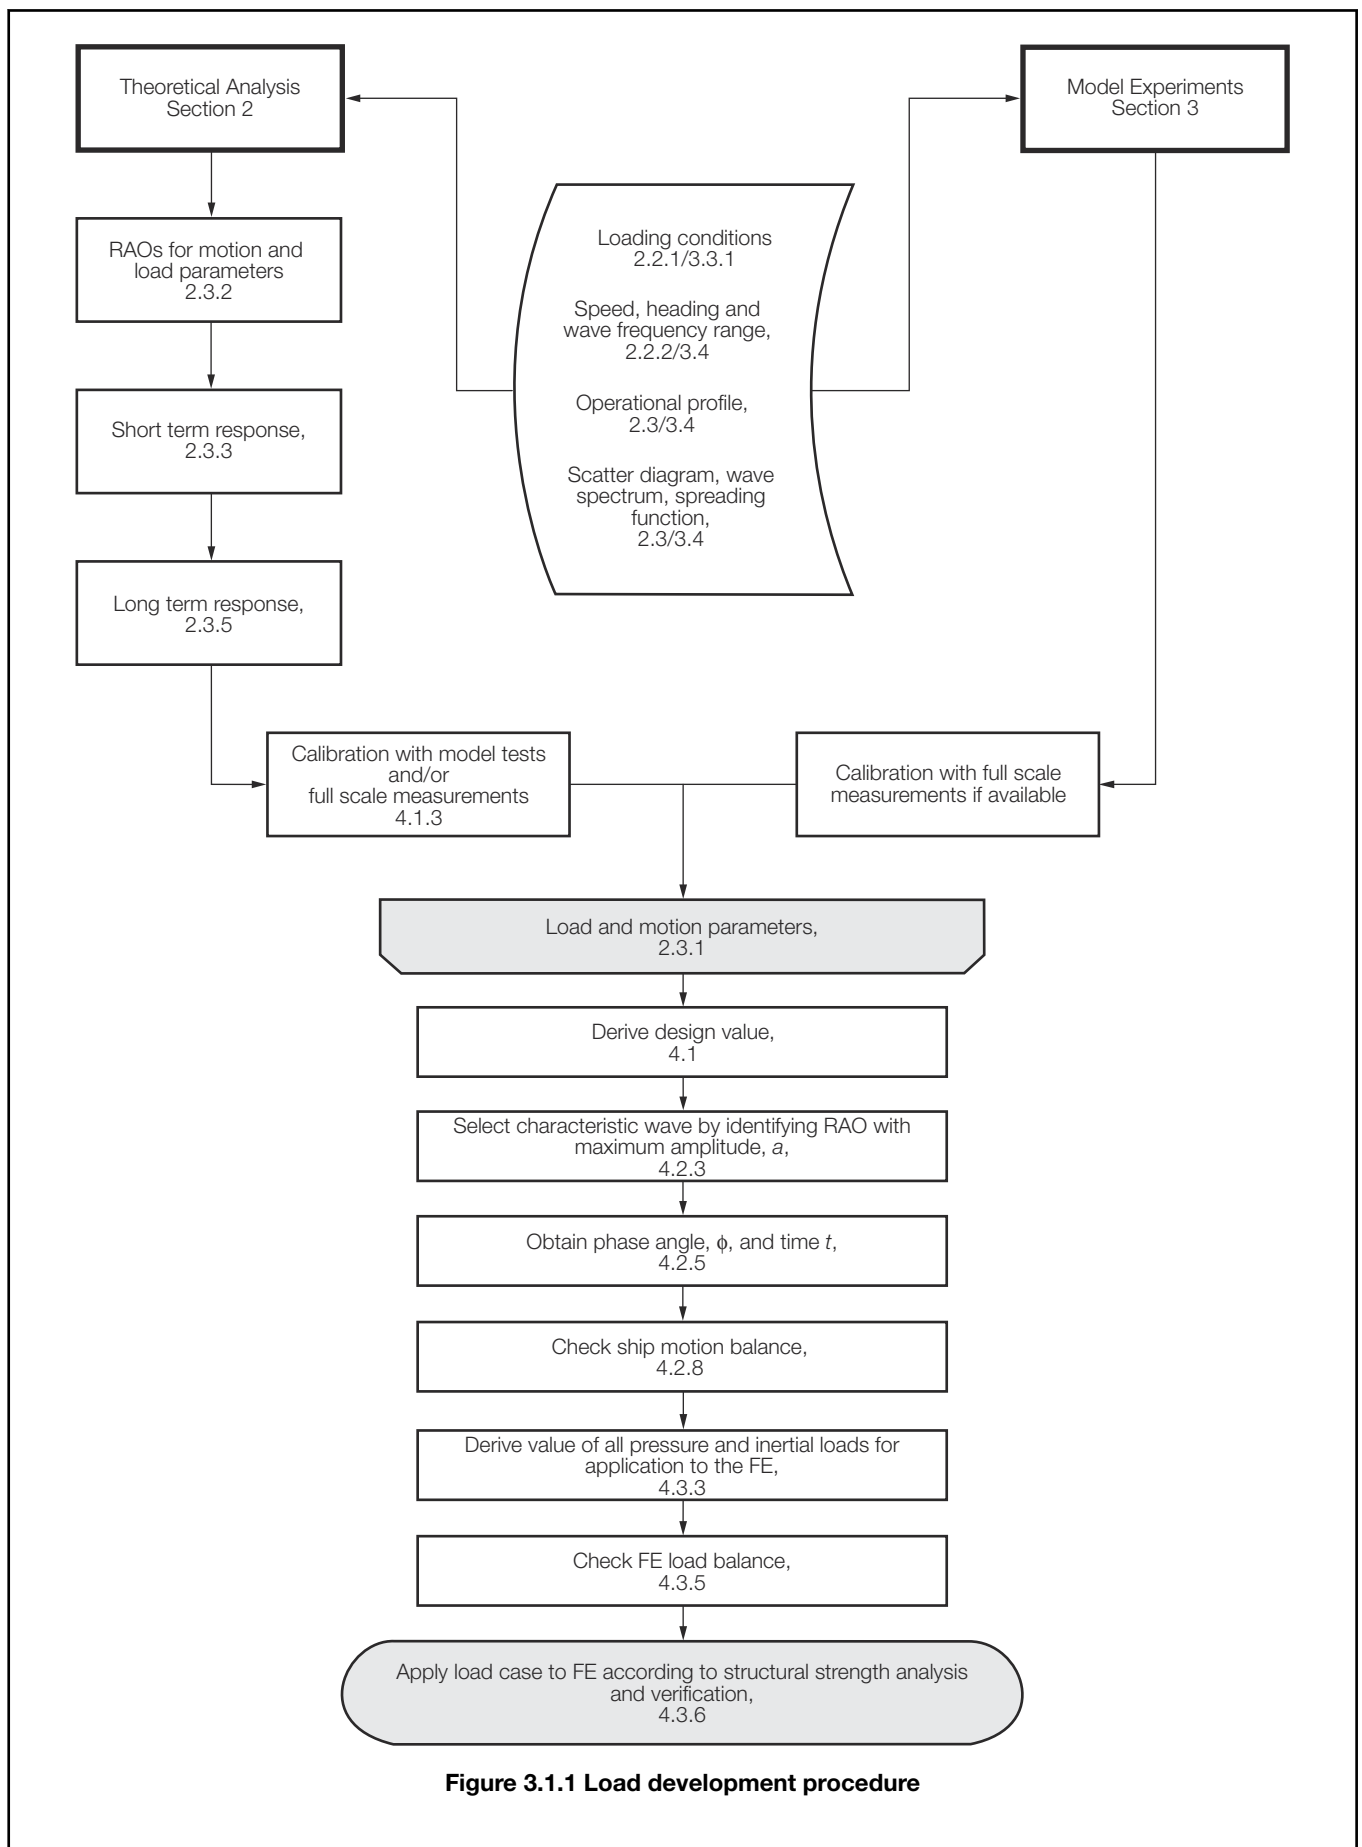 Theoretical Analysis
Section 2
Model Experiments
Section 3
Loading conditions
2.2.1/3.3.1
Speed, heading and
wave frequency range,
2.2.2/3.4
Operational profile,
2.3/3.4
Scatter diagram, wave
spectrum, spreading
function,
2.3/3.4
RAOs for motion and
load parameters
2.3.2
Short term response,
2.3.3
Long term response,
2.3.5
Calibration with model tests
and/or
full scale measurements
4.1.3
Calibration with full scale
measurements if available
Load and motion parameters,
2.3.1
Derive design value,
4.1
Select characteristic wave by identifying RAO with
maximum amplitude, a,
4.2.3
Obtain phase angle, ϕ, and time t,
4.2.5
Check ship motion balance,
4.2.8
Derive value of all pressure and inertial loads for
application to the FE,
4.3.3
Check FE load balance,
4.3.5
Apply load case to FE according to structural strength analysis
and verification,
4.3.6
Figure 3.1.1 Load development procedure